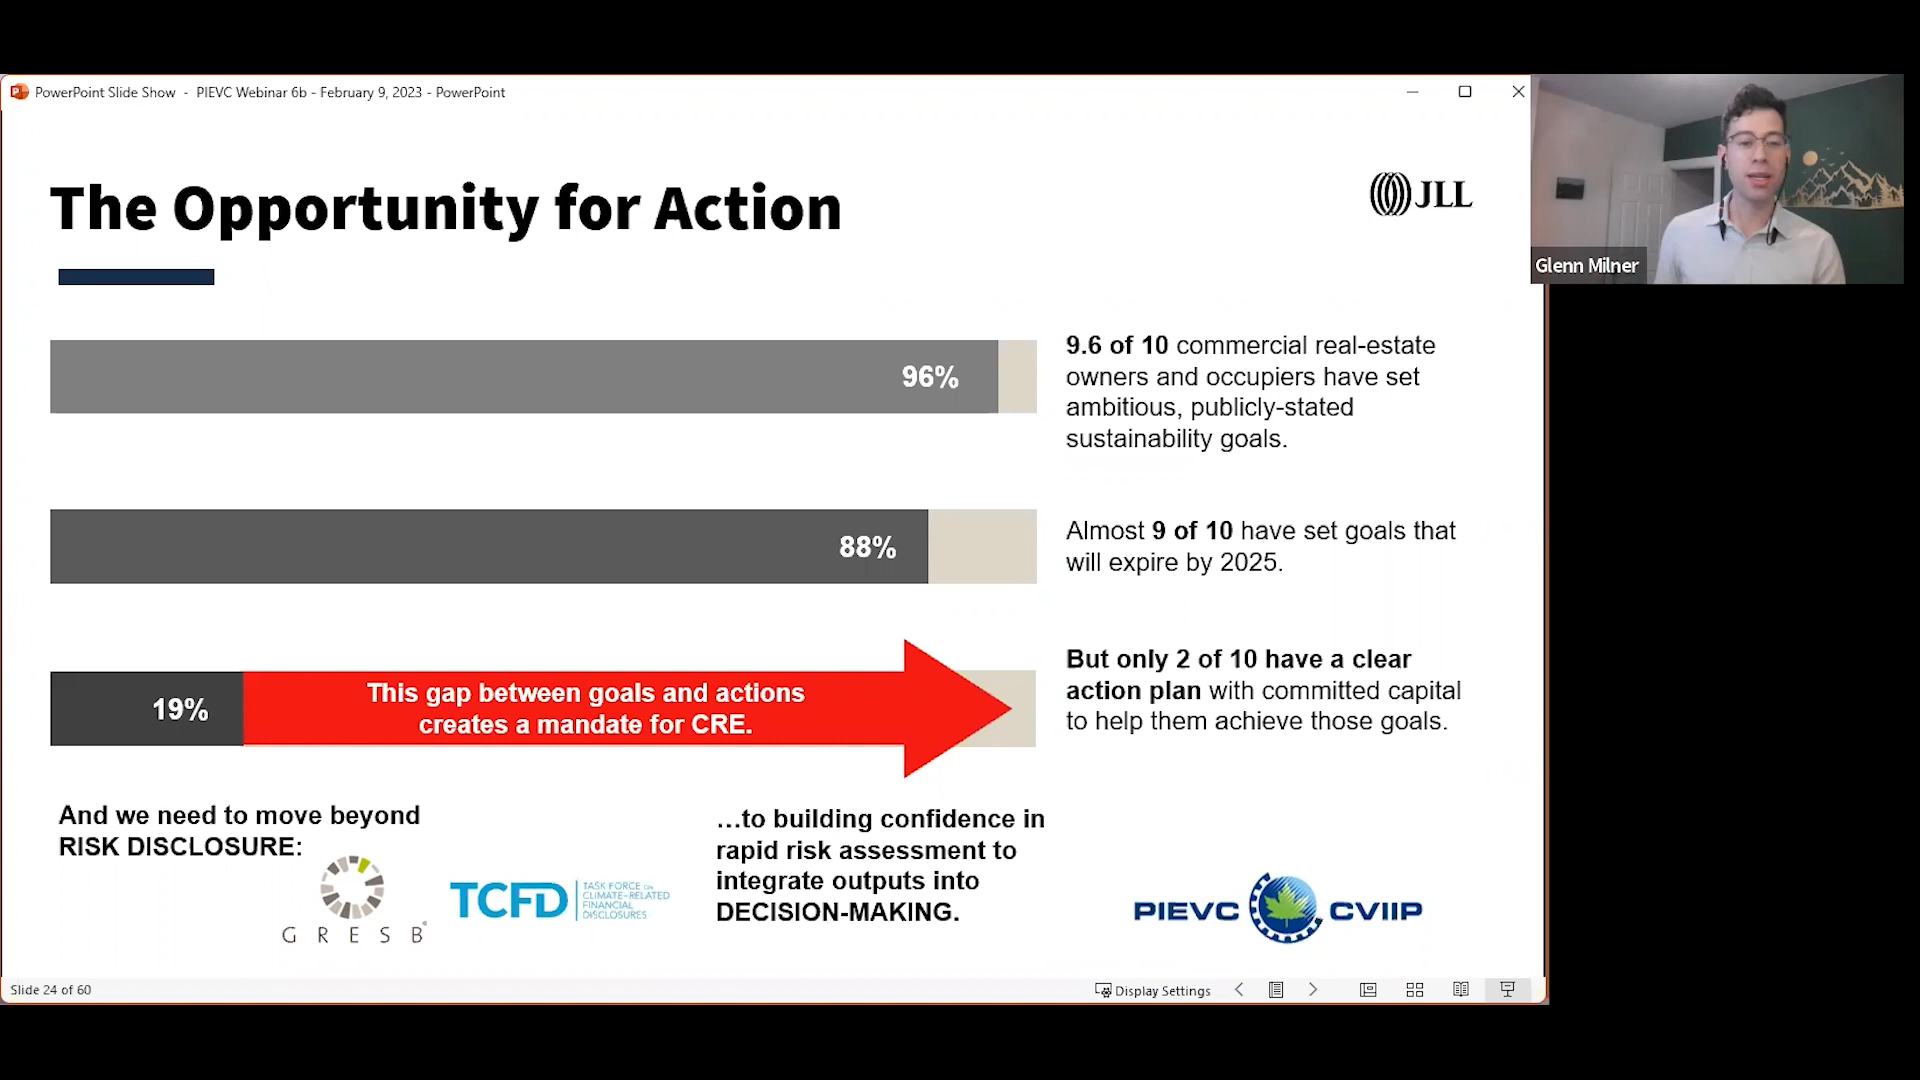 PowerPoint Slide Show - PIEVC Webinar 6b - February 9, 2023 - PowerPoint
The Opportunity for Action
JLL
Glenn Milner
96%
9.6 of 10 commercial real-estate
owners and occupiers have set
ambitious, publicly-stated
sustainability goals.
88%
Almost 9 of 10 have set goals that
will expire by 2025.
19%
This gap between goals and actions
creates a mandate for CRE.
But only 2 of 10 have a clear
action plan with committed capital
to help them achieve those goals.
And we need to move beyond
RISK DISCLOSURE:
GRESB
TCFD
TASK FORCE ON
CLIMATE-RELATED
FINANCIAL
DISCLOSURES
…to building confidence in
rapid risk assessment to
integrate outputs into
DECISION-MAKING.
PIEVC CVIIP
Slide 24 of 60
Display Settings